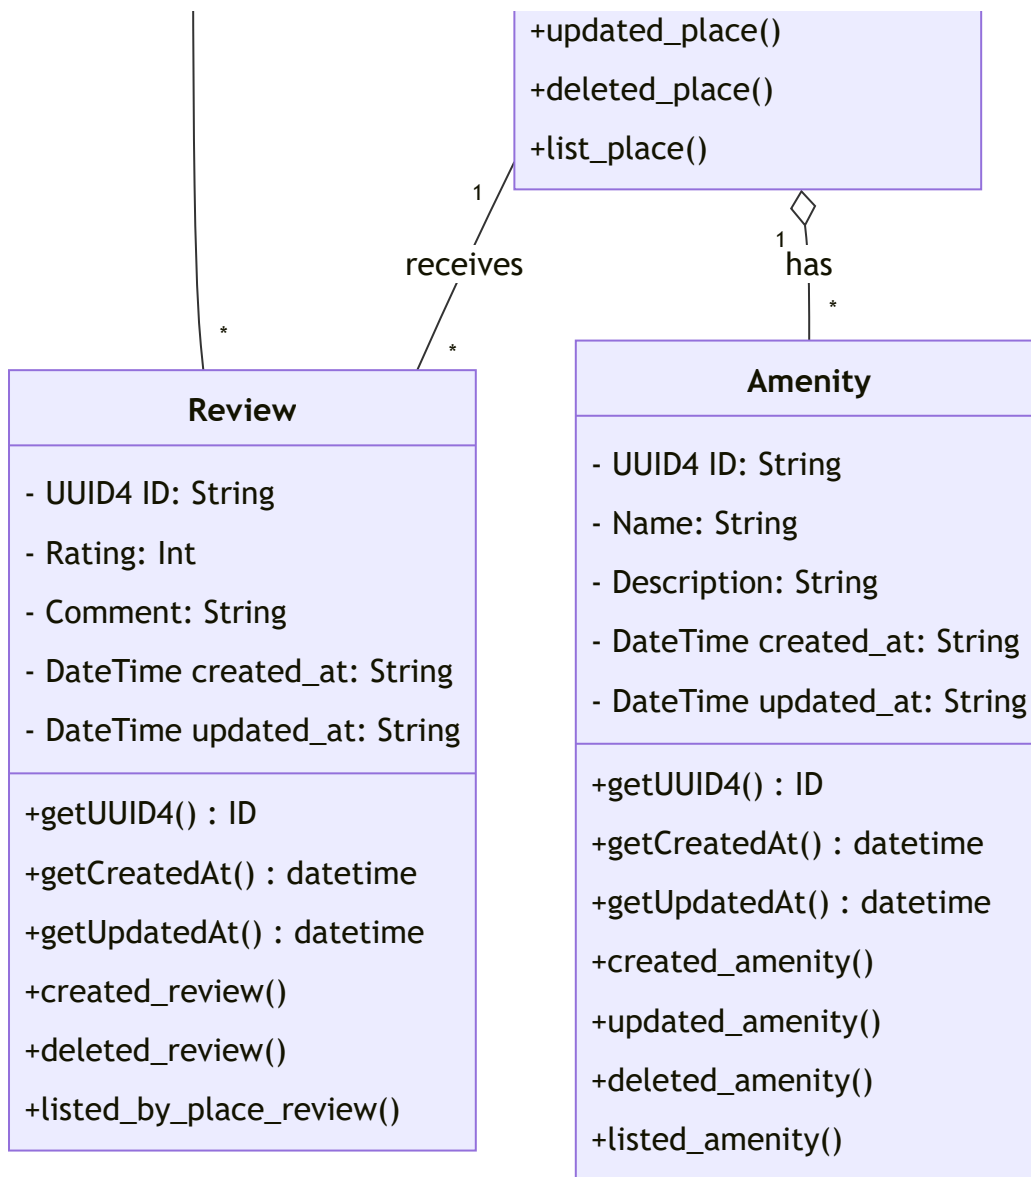 +updated_place()
+deleted_place()
+list_place()
1
receives
1
has
*
*
*
Review
- UUID4 ID: String
- Rating: Int
- Comment: String
- DateTime created_at: String
- DateTime updated_at: String
+getUUID4() : ID
+getCreatedAt() : datetime
+getUpdatedAt() : datetime
+created_review()
+deleted_review()
+listed_by_place_review()
Amenity
- UUID4 ID: String
- Name: String
- Description: String
- DateTime created_at: String
- DateTime updated_at: String
+getUUID4() : ID
+getCreatedAt() : datetime
+getUpdatedAt() : datetime
+created_amenity()
+updated_amenity()
+deleted_amenity()
+listed_amenity()